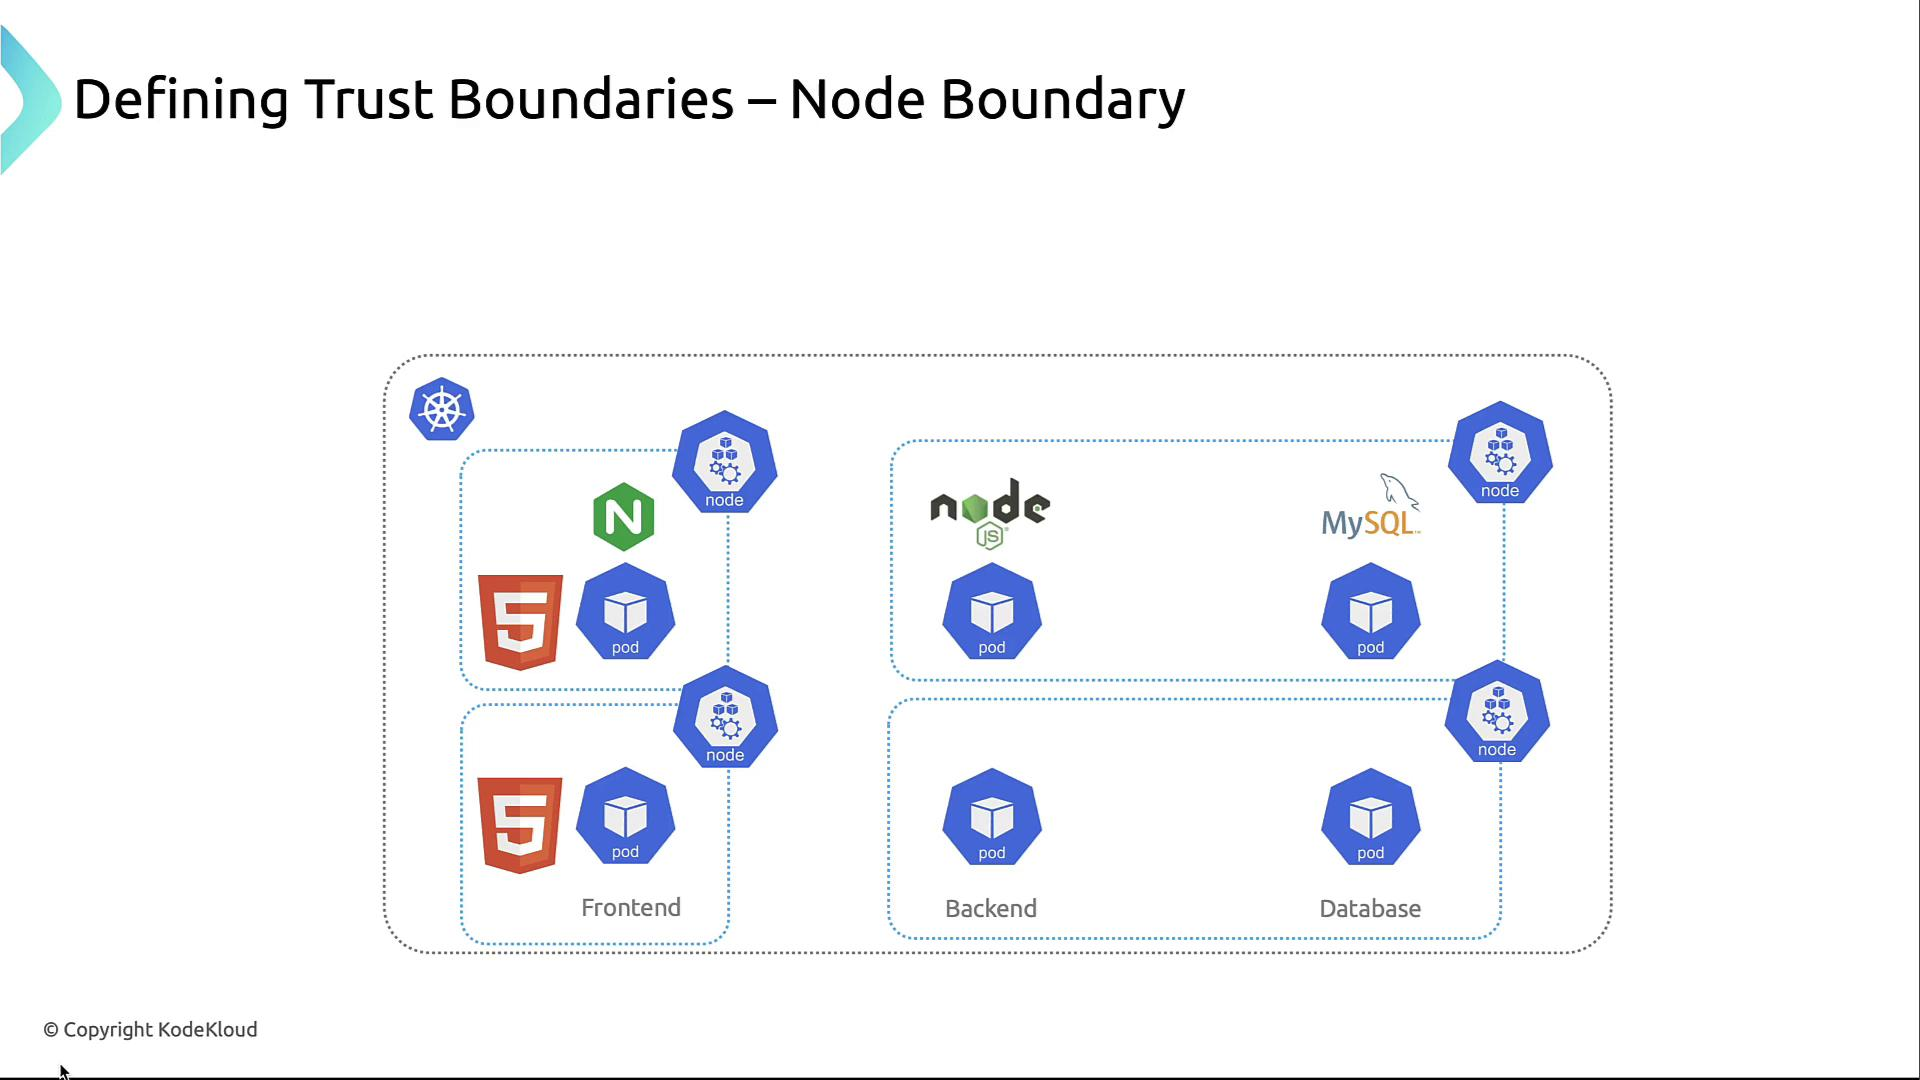 Defining Trust Boundaries – Node Boundary
node
node
N
node
JS
MySQL
5
pod
pod
pod
node
node
5
pod
pod
pod
Frontend
Backend
Database
© Copyright KodeKloud